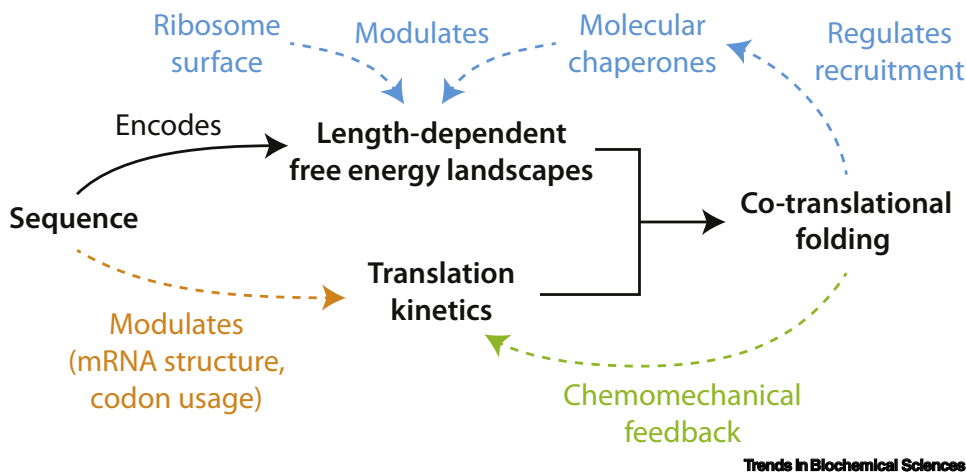 Ribosome
surface
Modulates
Molecular
chaperones
Regulates
recruitment
Encodes
Length-dependent
free energy landscapes
Sequence
Co-translational
folding
Translation
kinetics
Modulates
(mRNA structure,
codon usage)
Chemomechanical
feedback
Trends in Biochemical Sciences